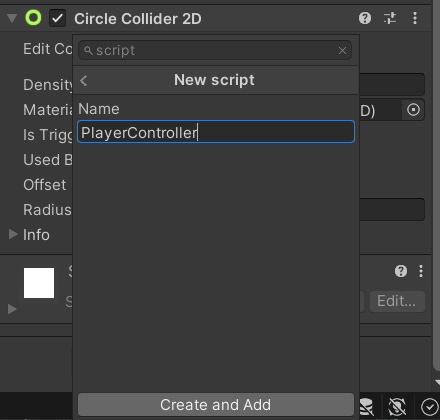 Circle Collider 2D
Edit Co
script
New script
Density
Name
Materia
D)
PlayerController
Is Trigg
Used B
Offset
Radius
Info
S
S
Edit...
Create and Add